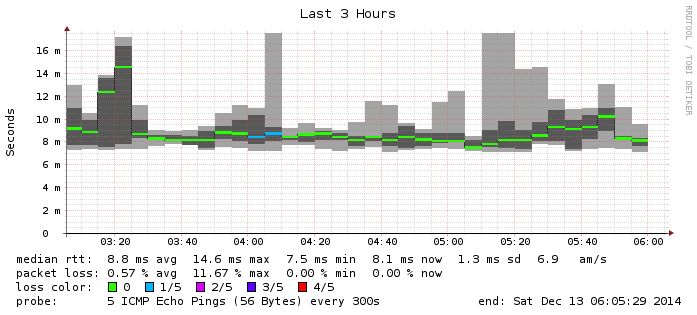 Last 3 Hours
RRDTOOL / TOBI OETIKER
Seconds
16 m
14 m
12 m
10 m
8 m
6 m
4 m
2 m
0
03:20 03:40 04:00 04:20 04:40 05:00 05:20 05:40 06:00
median rtt: 8.8 ms avg 14.6 ms max 7.5 ms min 8.1 ms now 1.3 ms sd 6.9 am/s
packet loss: 0.57 % avg 11.67 % max 0.00 % min 0.00 % now
loss color: 0 1/5 2/5 3/5 4/5
probe: 5 ICMP Echo Pings (56 Bytes) every 300s end: Sat Dec 13 06:05:29 2014